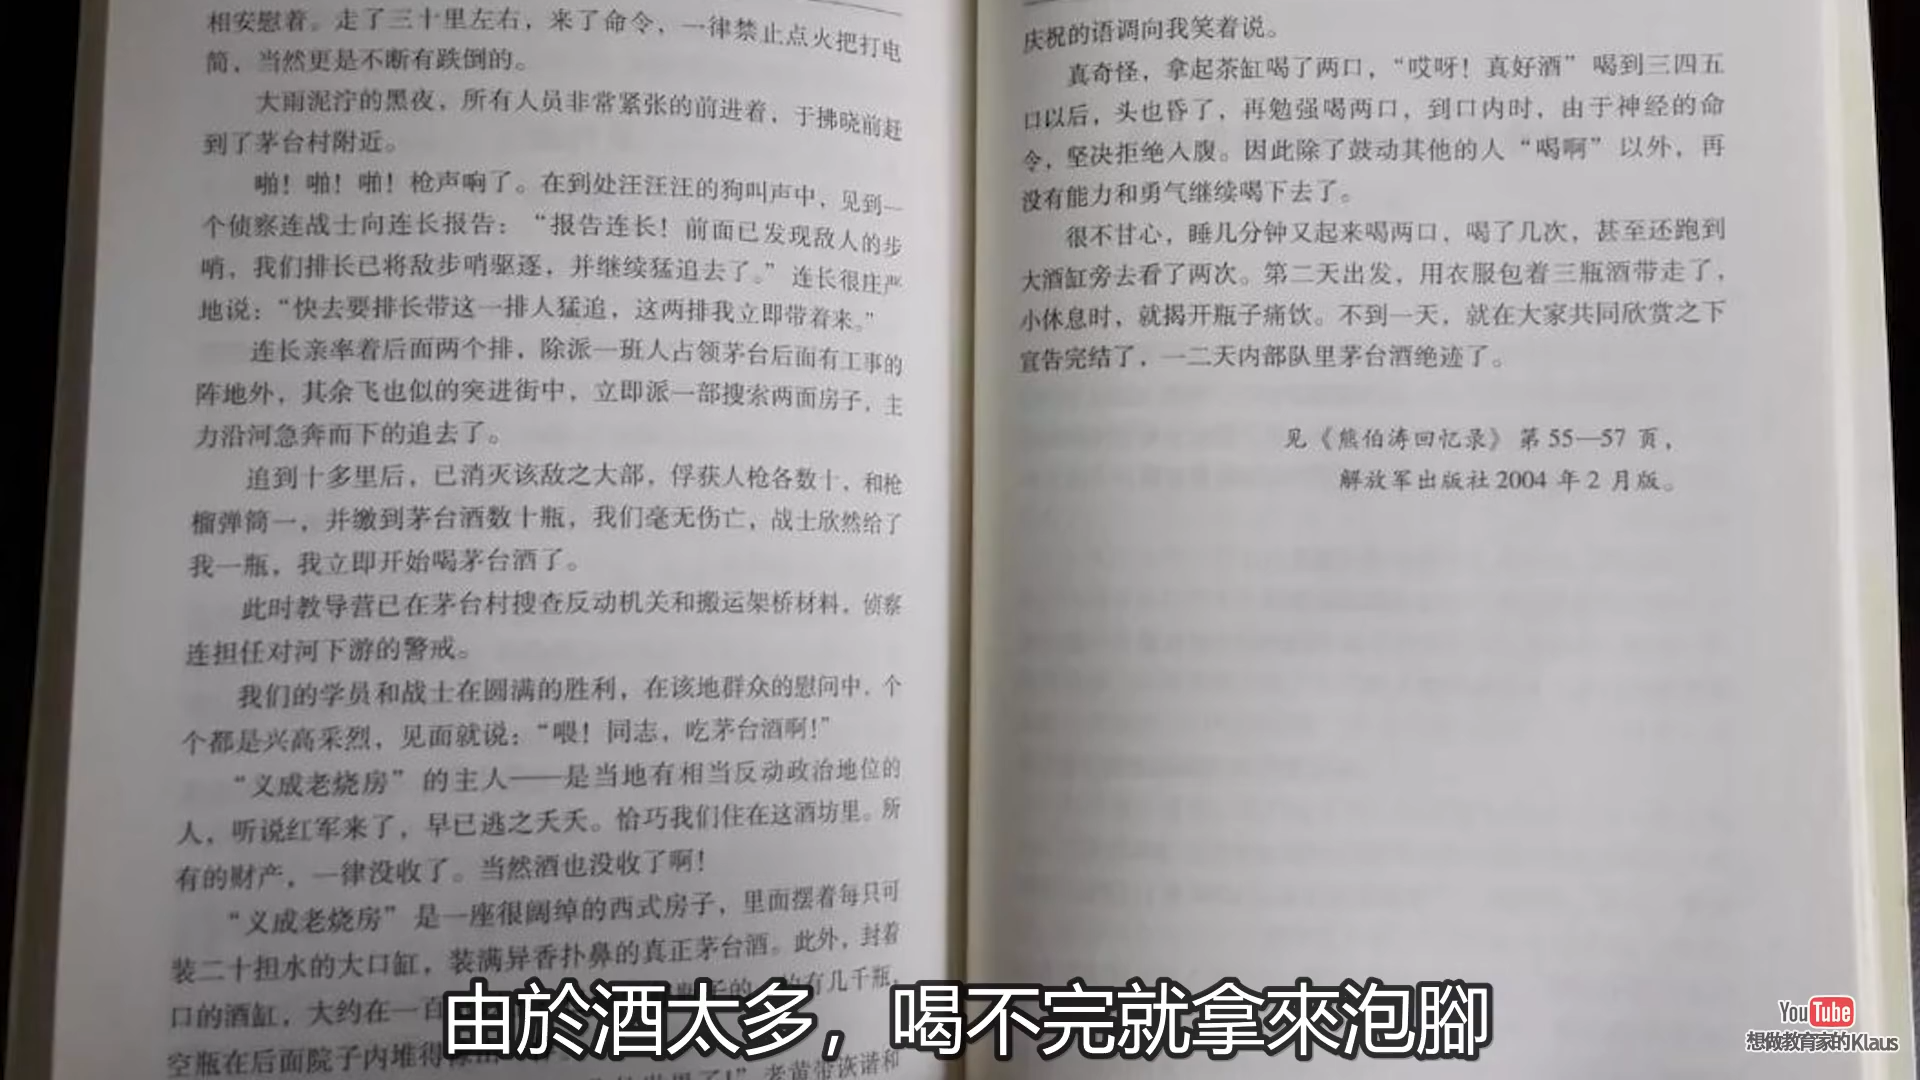 相安慰着。走了三十里左右，来了命令，一律禁止点火把打电
筒，当然更是不断有跌倒的。
大雨泥泞的黑夜，所有人员非常紧张的前进着，于拂晓前赶
到了茅台村附近。
啪！啪！啪！枪声响了。在到处汪汪汪的狗叫声中，见到一
个侦察连战士向连长报告：“报告连长！前面已发现敌人的步
哨，我们排长已将敌步哨驱逐，并继续猛追去了。”连长很庄严
地说：“快去要排长带这一排人猛追，这两排我立即带着来。”
连长亲率着后面两个排，除派一班人占领茅台后面有工事的
阵地外，其余飞也似的突进街中，立即派一部搜索两面房子，主
力沿河急奔而下的追去了。
追到十多里后，已消灭该敌之大部，俘获人枪各数十，和枪
榴弹筒一，并缴到茅台酒数十瓶，我们毫无伤亡，战士欣然给了
我一瓶，我立即开始喝茅台酒了。
此时教导营已在茅台村搜查反动机关和搬运架桥材料，侦察
连担任对河下游的警戒。
我们的学员和战士在圆满的胜利，在该地群众的慰问中，个
个都是兴高采烈，见面就说：“喂！同志，吃茅台酒啊！”
“义成老烧房”的主人——是当地有相当反动政治地位的
人，听说红军来了，早已逃之夭夭。恰巧我们住在这酒坊里。所
有的财产，一律没收了。当然酒也没收了啊！
“义成老烧房”是一座很阔绰的西式房子，里面摆着每只可
装二十担水的大口缸，装满异香扑鼻的真正茅台酒。此外，封着
口的酒缸，大约在一百 有几千瓶，
空瓶在后面院子内堆得 老黄带诙谐和
庆祝的语调向我笑着说。
真奇怪，拿起茶缸喝了两口，“哎呀！真好酒”喝到三四五
口以后，头也昏了，再勉强喝两口，到口内时，由于神经的命
令，坚决拒绝入腹。因此除了鼓动其他的人“喝啊”以外，再
没有能力和勇气继续喝下去了。
很不甘心，睡几分钟又起来喝两口，喝了几次，甚至还跑到
大酒缸旁去看了两次。第二天出发，用衣服包着三瓶酒带走了，
小休息时，就揭开瓶子痛饮。不到一天，就在大家共同欣赏之下
宣告完结了，一二天内部队里茅台酒绝迹了。
见《熊伯涛回忆录》第55—57页，
解放军出版社2004年2月版。
由於酒太多，喝不完就拿來泡腳
YouTube
想做教育家的Klaus